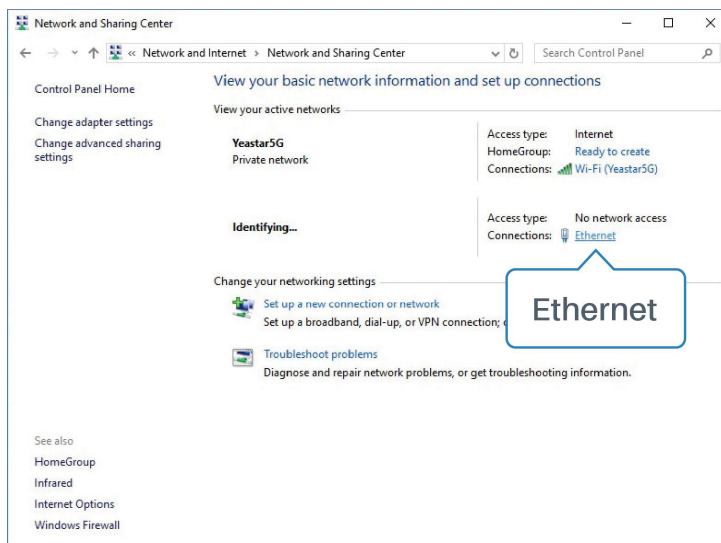 Network and Sharing Center
« Network and Internet > Network and Sharing Center
Search Control Panel
Control Panel Home
Change adapter settings
Change advanced sharing
settings
View your basic network information and set up connections
View your active networks
Yeastar5G
Private network
Access type: Internet
HomeGroup: Ready to create
Connections: Wi-Fi (Yeastar5G)
Identifying...
Access type: No network access
Connections: Ethernet
Ethernet
Change your networking settings
Set up a new connection or network
Set up a broadband, dial-up, or VPN connection;
Troubleshoot problems
Diagnose and repair network problems, or get troubleshooting information.
See also
HomeGroup
Infrared
Internet Options
Windows Firewall